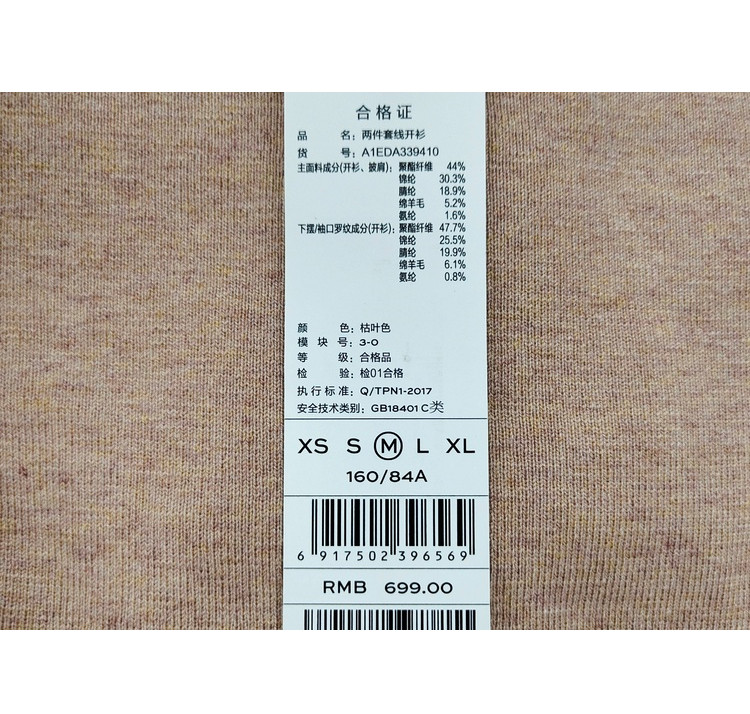 合格证
品 名：两件套线开衫
货 号：A1EDA339410
主面料成分(开衫、披肩)：聚酯纤维 44%
锦纶 30.3%
腈纶 18.9%
绵羊毛 5.2%
氨纶 1.6%
下摆/袖口罗纹成分(开衫)：聚酯纤维 47.7%
锦纶 25.5%
腈纶 19.9%
绵羊毛 6.1%
氨纶 0.8%
颜 色：枯叶色
模 块 号：3-0
等 级：合格品
检 验：检01合格
执行标准：Q/TPN1-2017
安全技术类别：GB18401 C类
XS S M L XL
160/84A
6 917502 396569
RMB 699.00